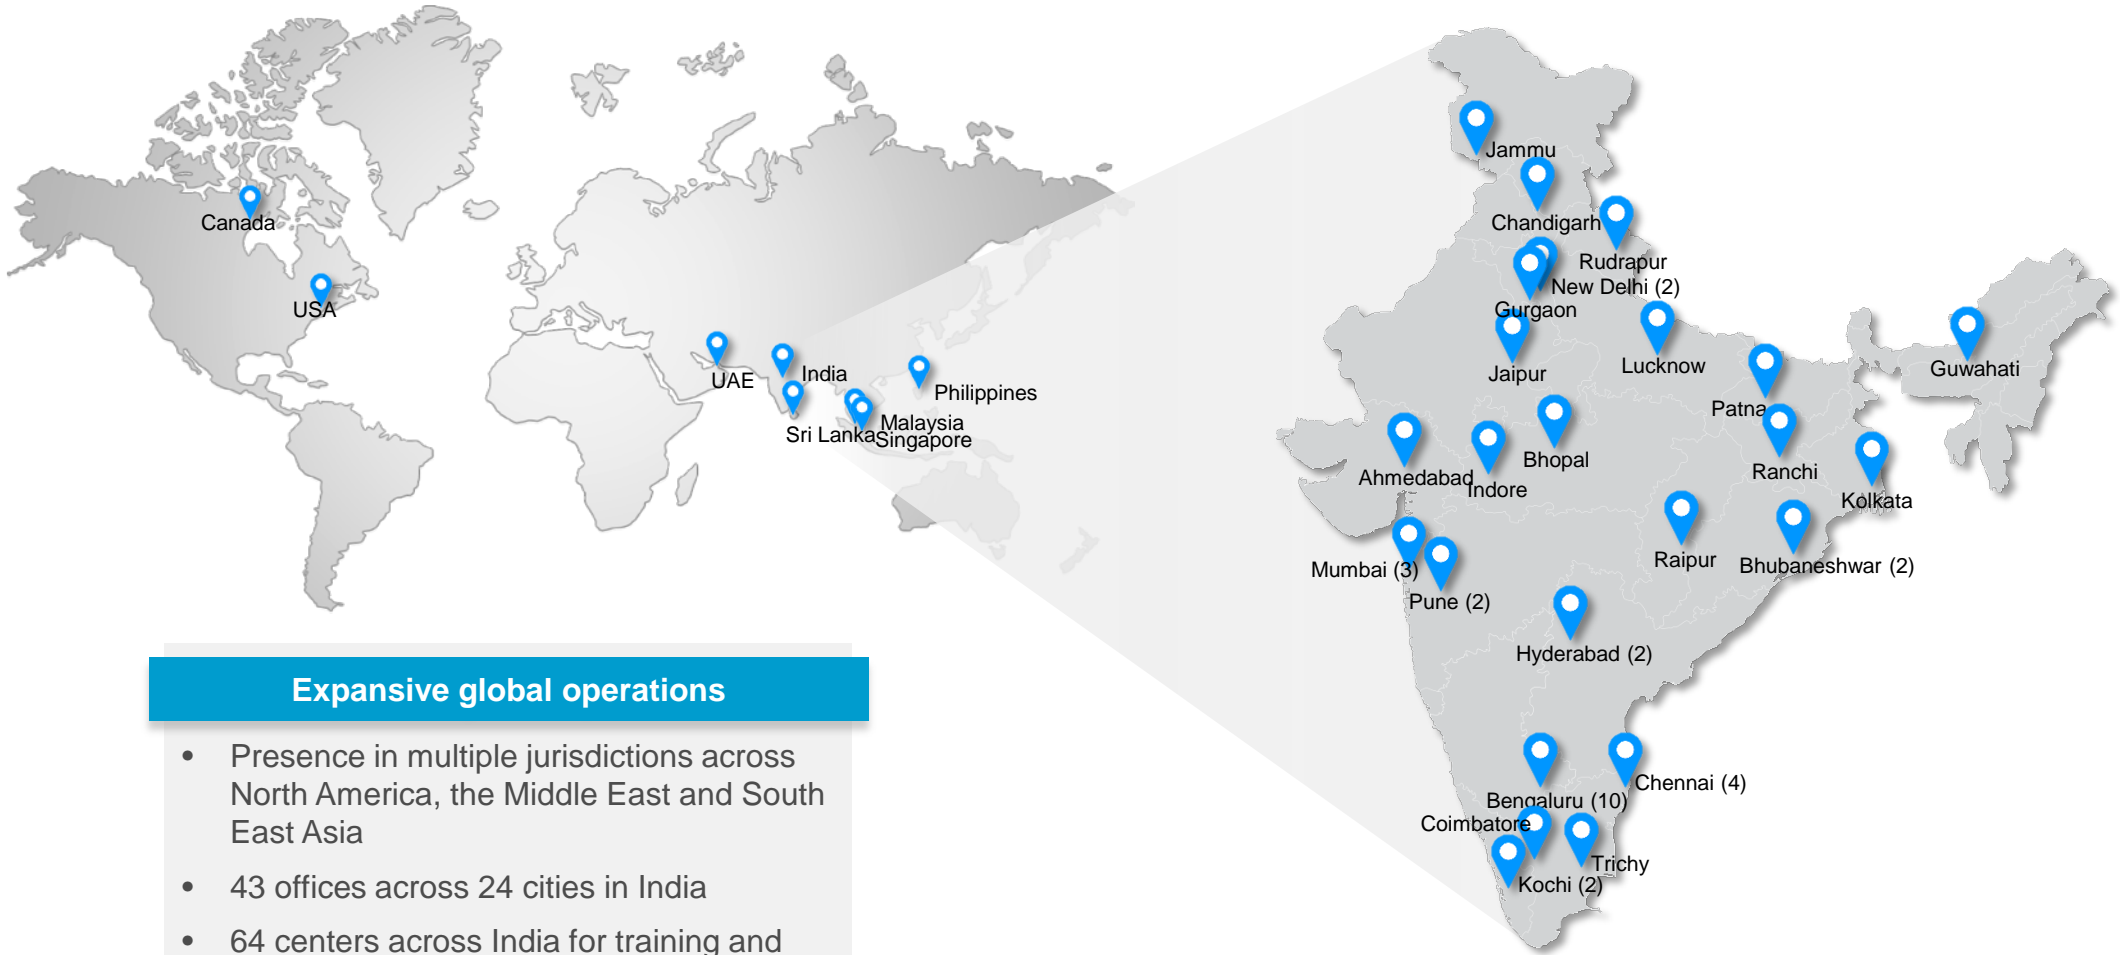 Canada
USA
UAE
India
Sri Lanka
Malaysia
Singapore
Philippines
Jammu
Chandigarh
Rudrapur
New Delhi (2)
Gurgaon
Jaipur
Lucknow
Guwahati
Patna
Ahmedabad
Indore
Bhopal
Ranchi
Kolkata
Mumbai (3)
Pune (2)
Raipur
Bhubaneshwar (2)
Hyderabad (2)
Bengaluru (10)
Chennai (4)
Coimbatore
Trichy
Kochi (2)
Expansive global operations
• Presence in multiple jurisdictions across
North America, the Middle East and South
East Asia
• 43 offices across 24 cities in India
• 64 centers across India for training and